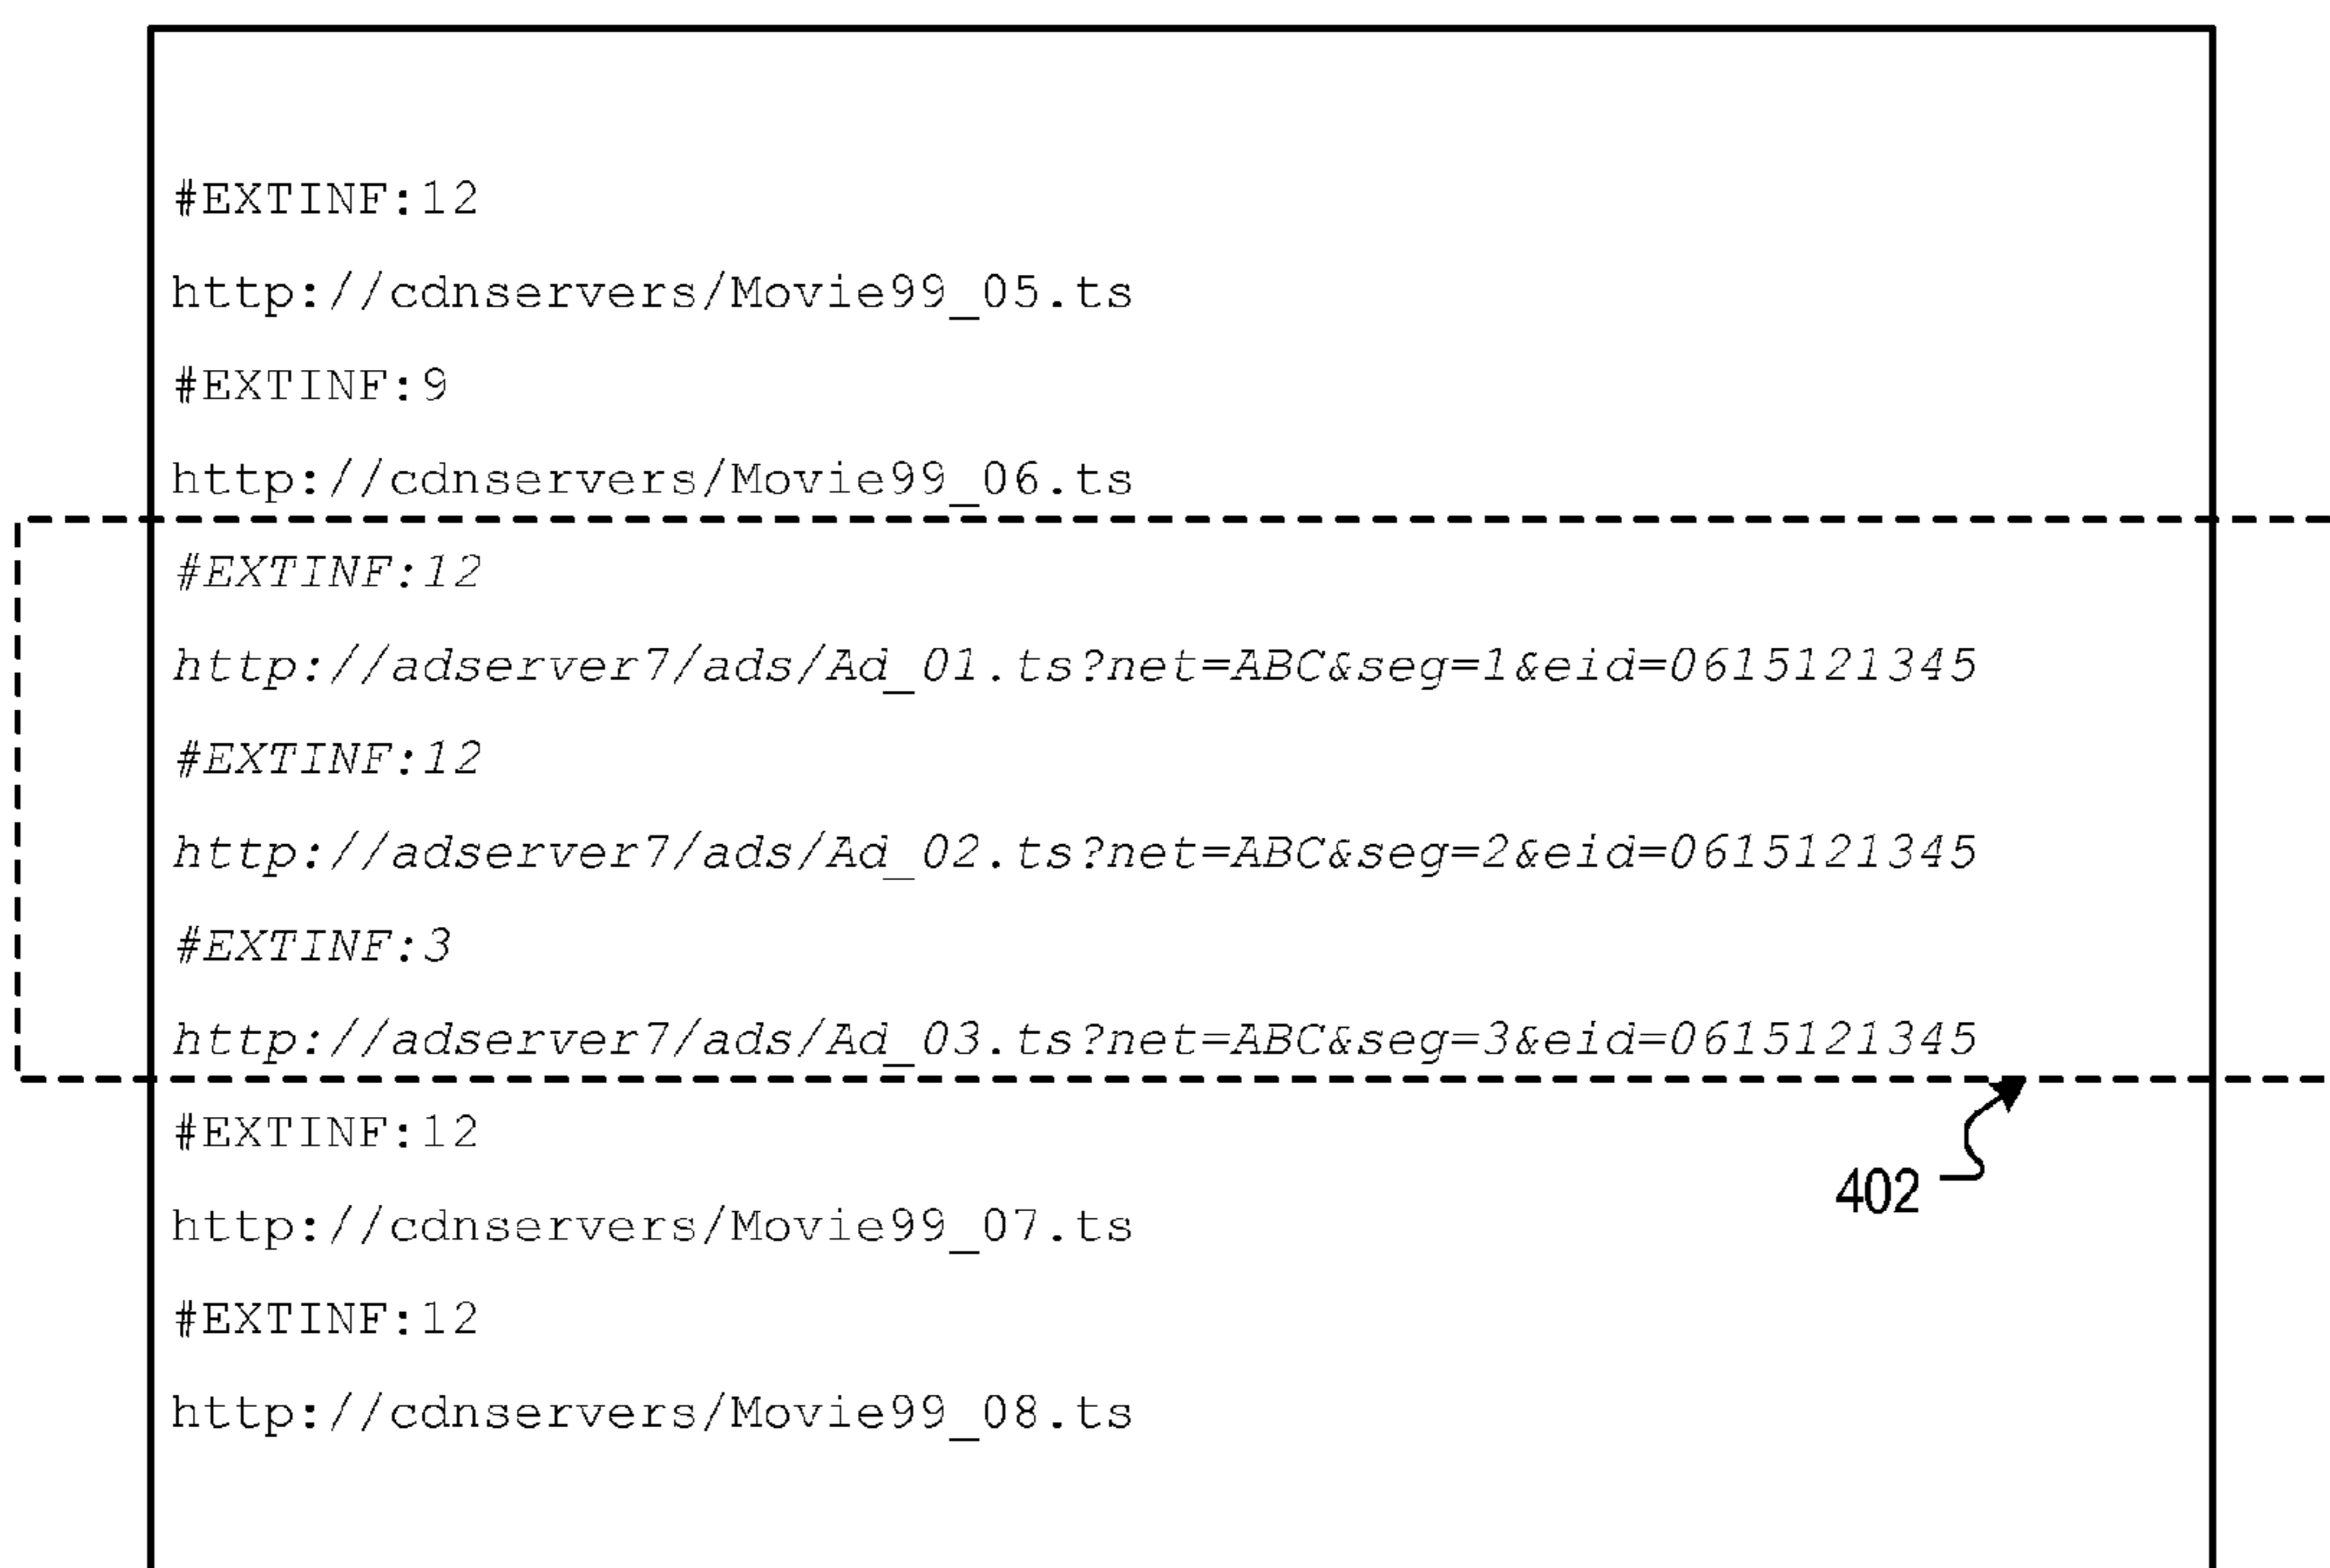 #EXTINF:12
http://cdnservers/Movie99_05.ts
#EXTINF:9
http://cdnservers/Movie99_06.ts
#EXTINF:12
http://adserver7/ads/Ad_01.ts?net=ABC&seg=1&eid=0615121345
#EXTINF:12
http://adserver7/ads/Ad_02.ts?net=ABC&seg=2&eid=0615121345
#EXTINF:3
http://adserver7/ads/Ad_03.ts?net=ABC&seg=3&eid=0615121345
#EXTINF:12
402
http://cdnservers/Movie99_07.ts
#EXTINF:12
http://cdnservers/Movie99_08.ts